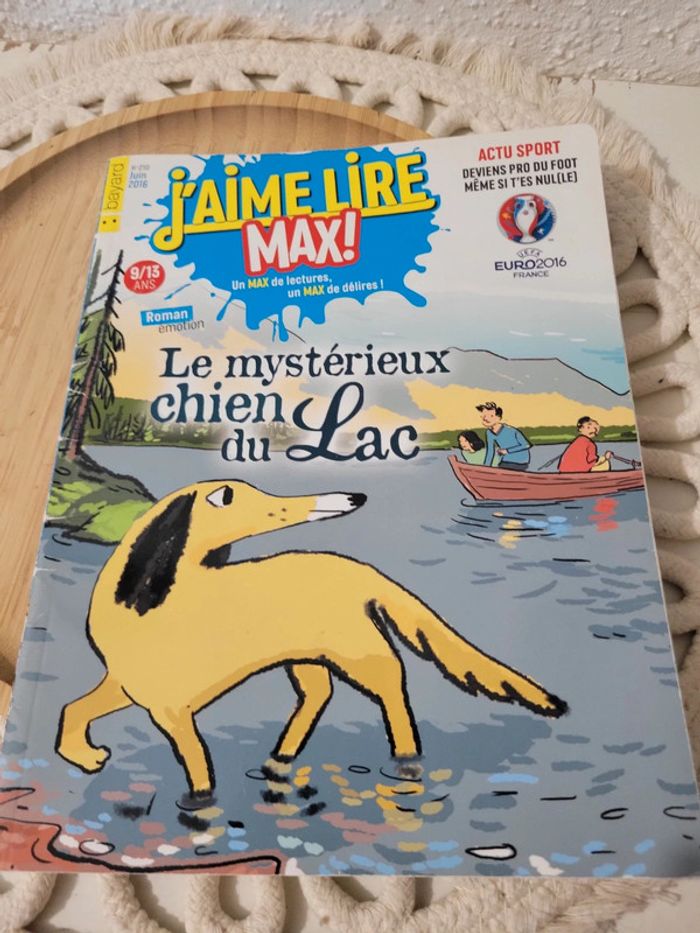 bayard
Juin
2016
j'AIME LIRE
MAX!
Un MAX de lectures,
un MAX de délires !
9/13
ANS
ACTU SPORT
DEVIENS PRO DU FOOT
MÊME SI T'ES NUL(LE)
UEFA
EURO2016
FRANCE
Roman
émotion
Le mystérieux
chien
du Lac